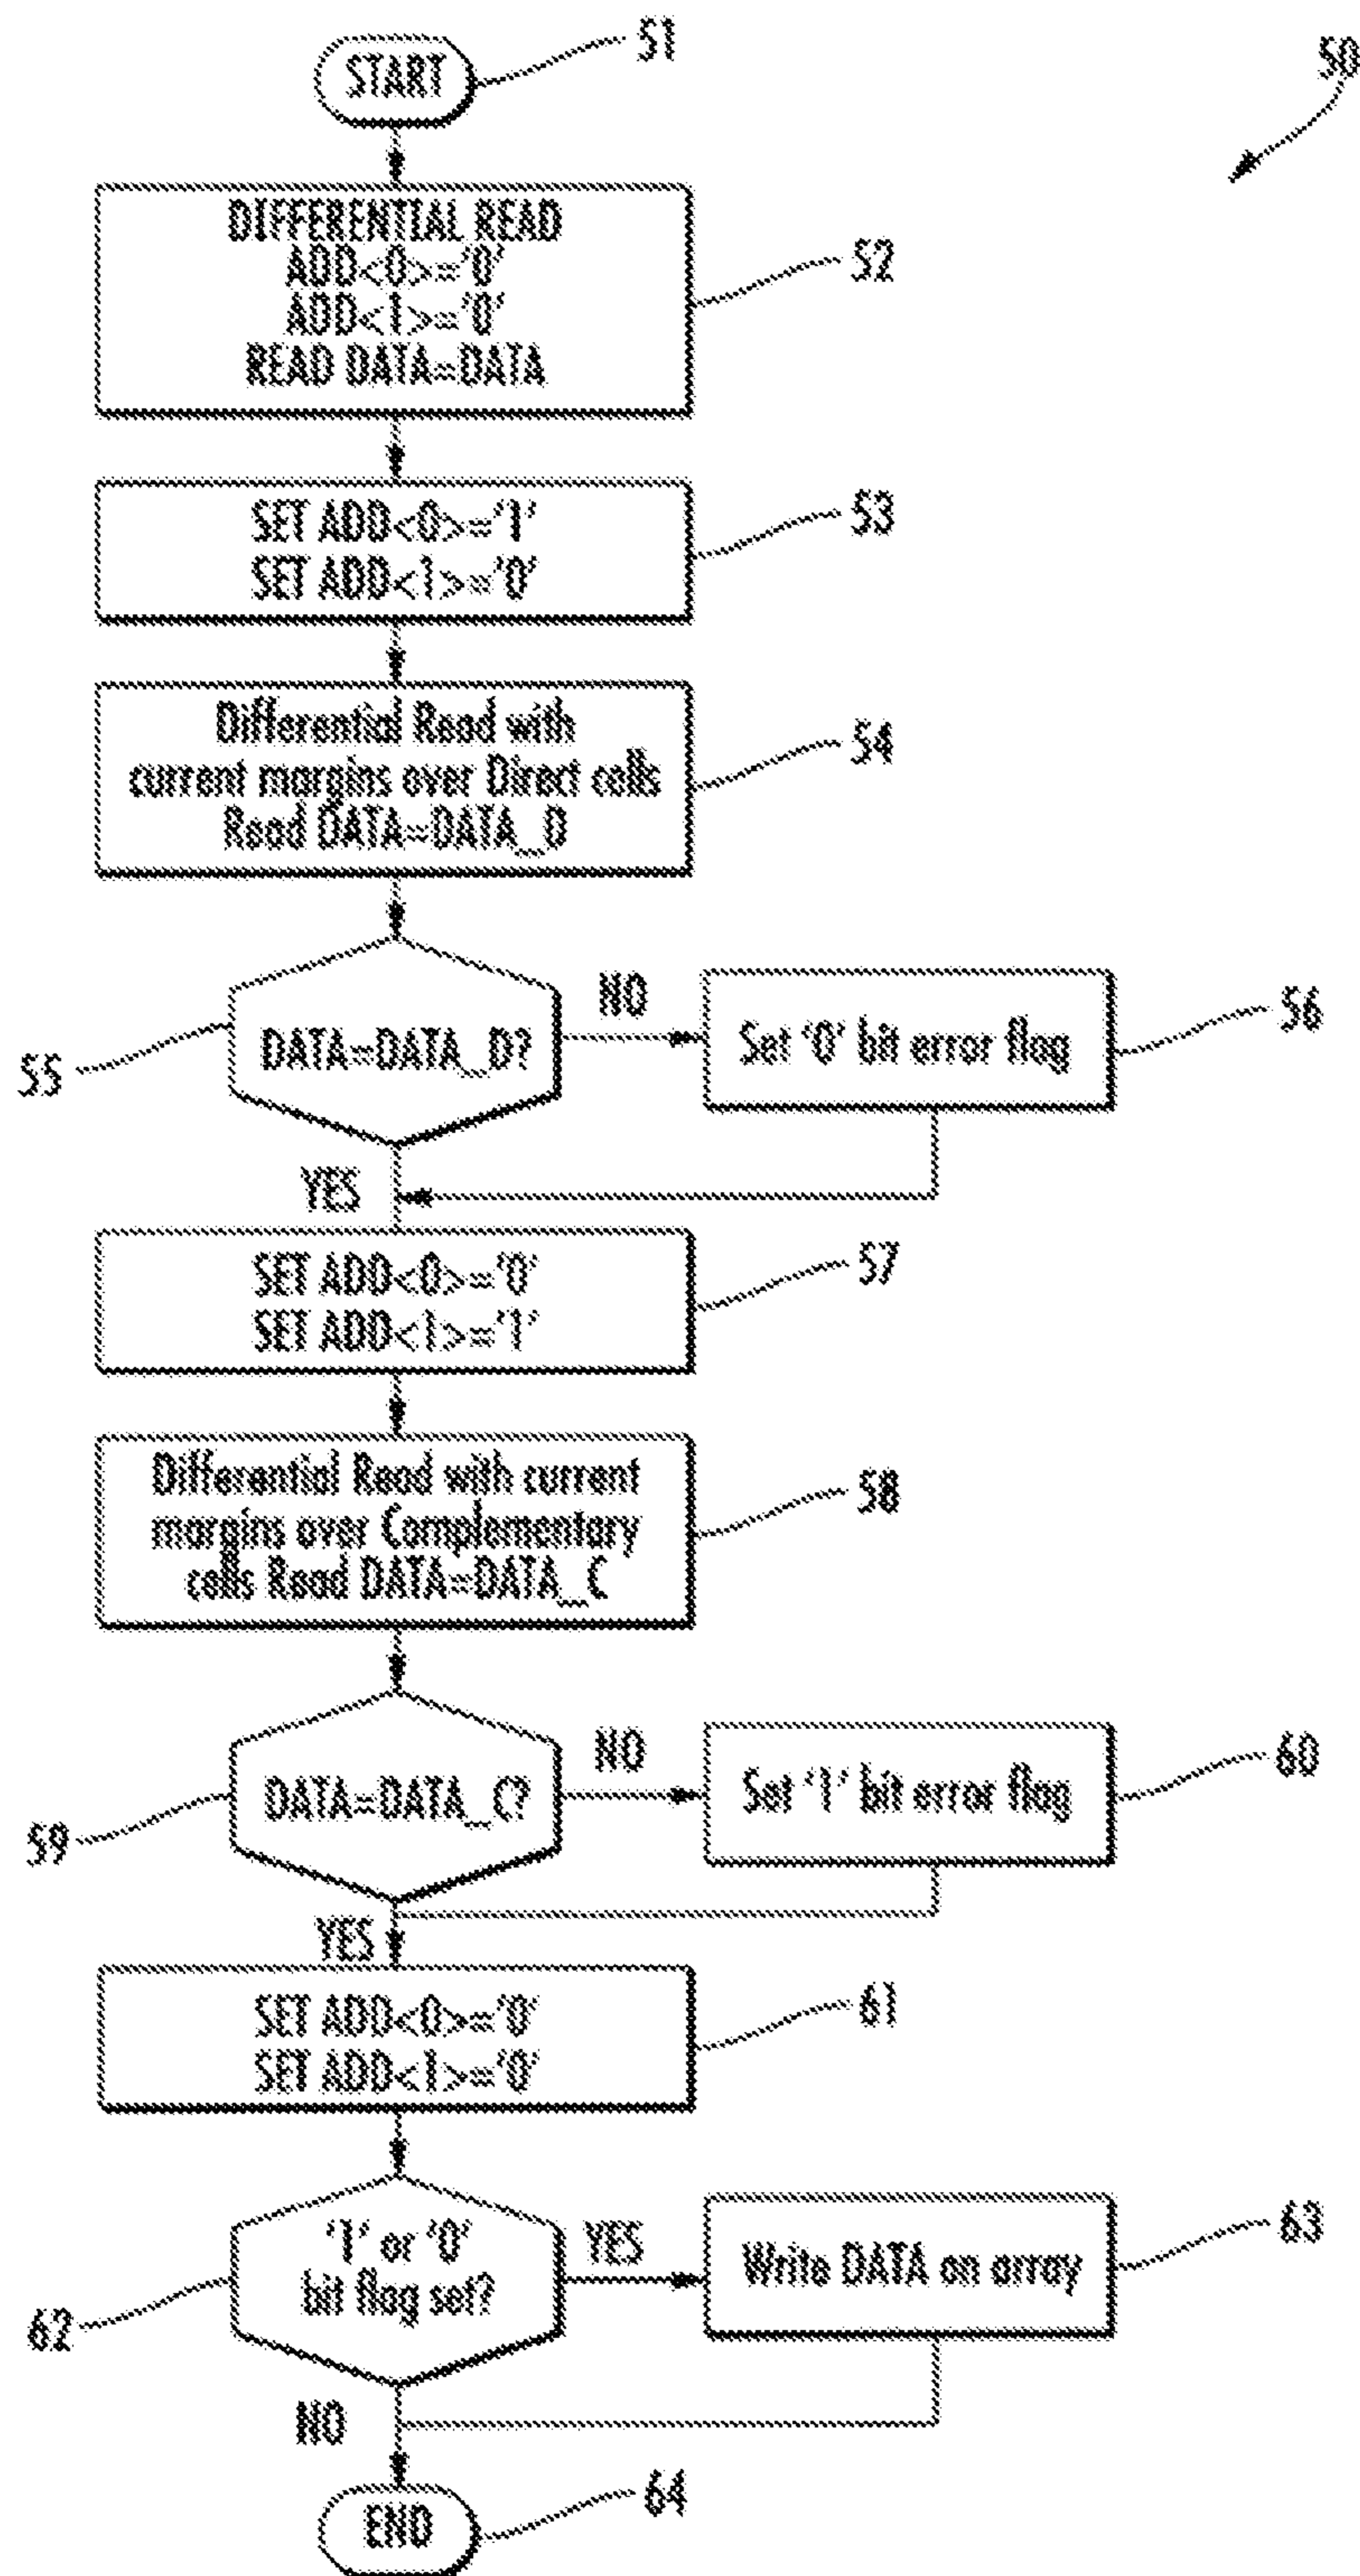 51
50
START
DIFFERENTIAL READ
ADD<0>='0'
ADD<1>='0'
READ DATA=DATA
52
SET ADD<0>='1'
SET ADD<1>='0'
53
Differential Read with
current margins over Direct cells
Read DATA=DATA_D
54
55
DATA=DATA_D?
NO
Set '0' bit error flag
56
YES
SET ADD<0>='0'
SET ADD<1>='1'
57
Differential Read with current
margins over Complementary
cells Read DATA=DATA_C
58
59
DATA=DATA_C?
NO
Set '1' bit error flag
60
YES
SET ADD<0>='0'
SET ADD<1>='0'
61
62
'1' or '0'
bit flag set?
YES
Write DATA on array
63
NO
END
64